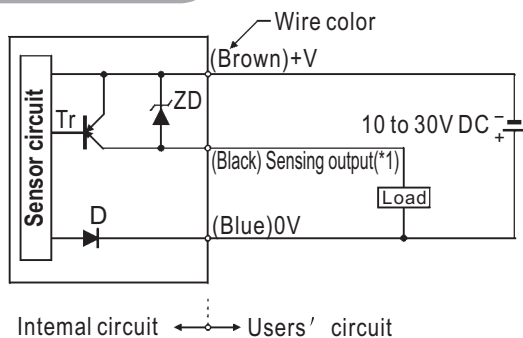 Wire color
(Brown)+V
Sensor circuit
Tr
ZD
10 to 30V DC
−
+
(Black) Sensing output(*1)
Load
D
(Blue)0V
Intemal circuit
Users′ circuit